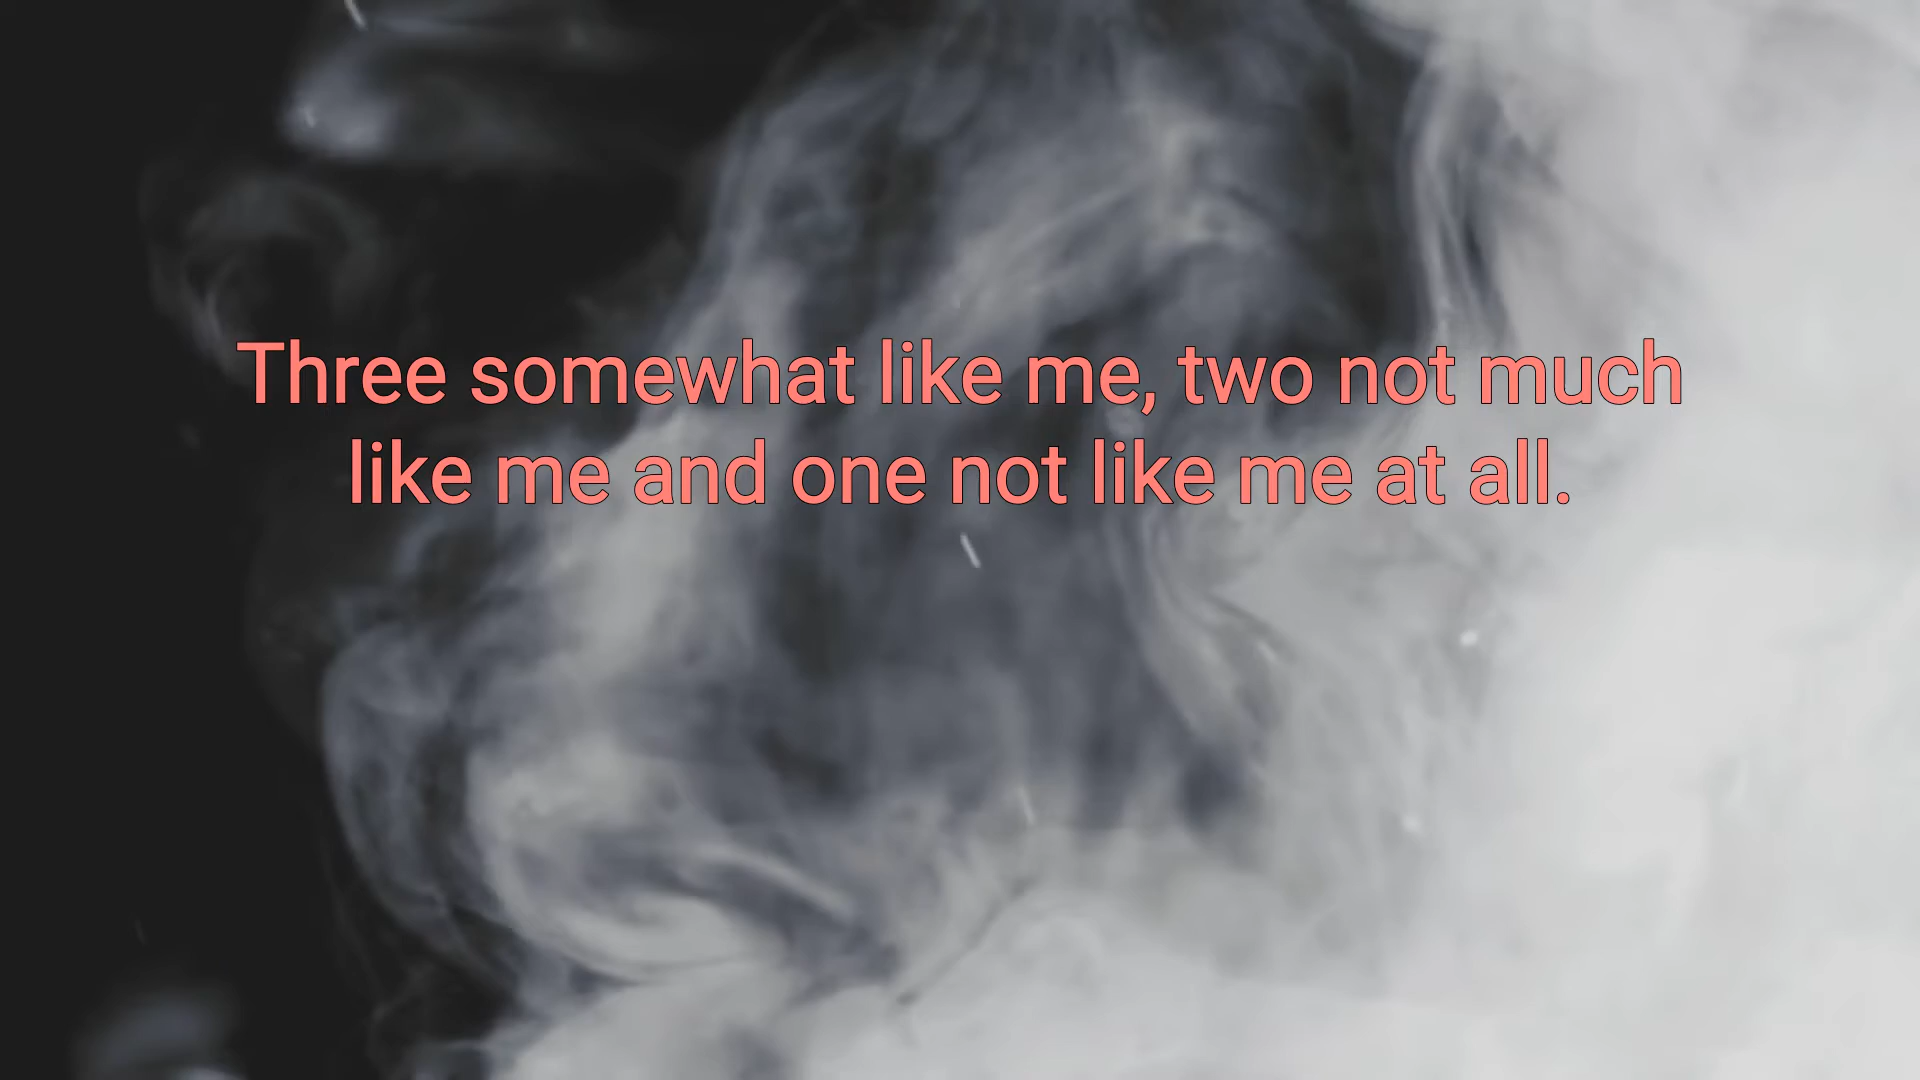 Three somewhat like me, two not much
like me and one not like me at all.